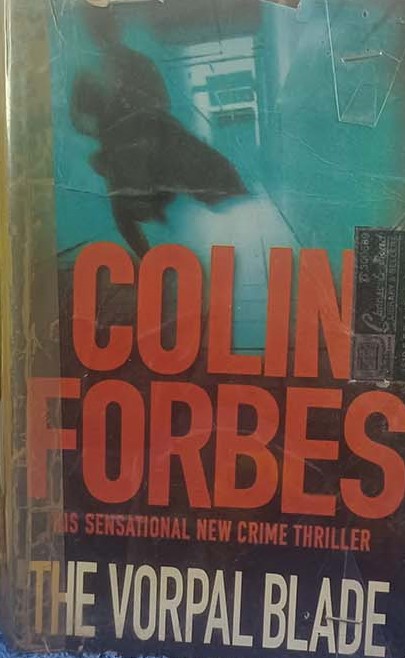 COLIN
FORBES
HIS SENSATIONAL NEW CRIME THRILLER
THE VORPAL BLADE